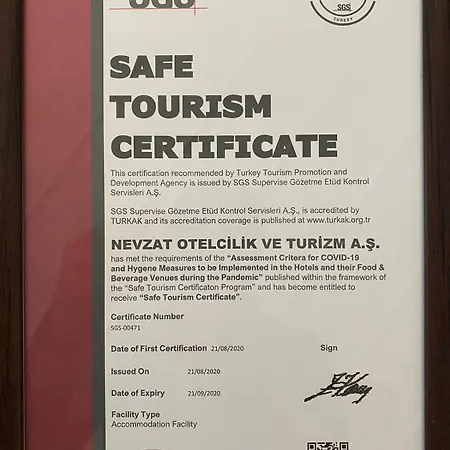 SGS
TURKEY
SAFE
TOURISM
CERTIFICATE
This certification recommended by Turkey Tourism Promotion and
Development Agency is issued by SGS Supervise Gözetme Etüd Kontrol
Servisleri A.Ş.
SGS Supervise Gözetme Etüd Kontrol Servisleri A.Ş., is accredited by
TURKAK and its accreditation coverage is published at www.turkak.org.tr
NEVZAT OTELCİLİK VE TURİZM A.Ş.
has met the requirements of the "Assessment Critera for COVID-19
and Hygene Measures to be Implemented in the Hotels and their Food &
Beverage Venues during the Pandemic" published within the framework of
the "Safe Tourism Certificaton Program" and has become entitled to
receive "Safe Tourism Certificate".
Certificate Number
SGS-00471
Date of First Certification 21/08/2020 Sign
Issued On 21/08/2020
Date of Expiry 21/09/2020
Facility Type
Accommodation Facility